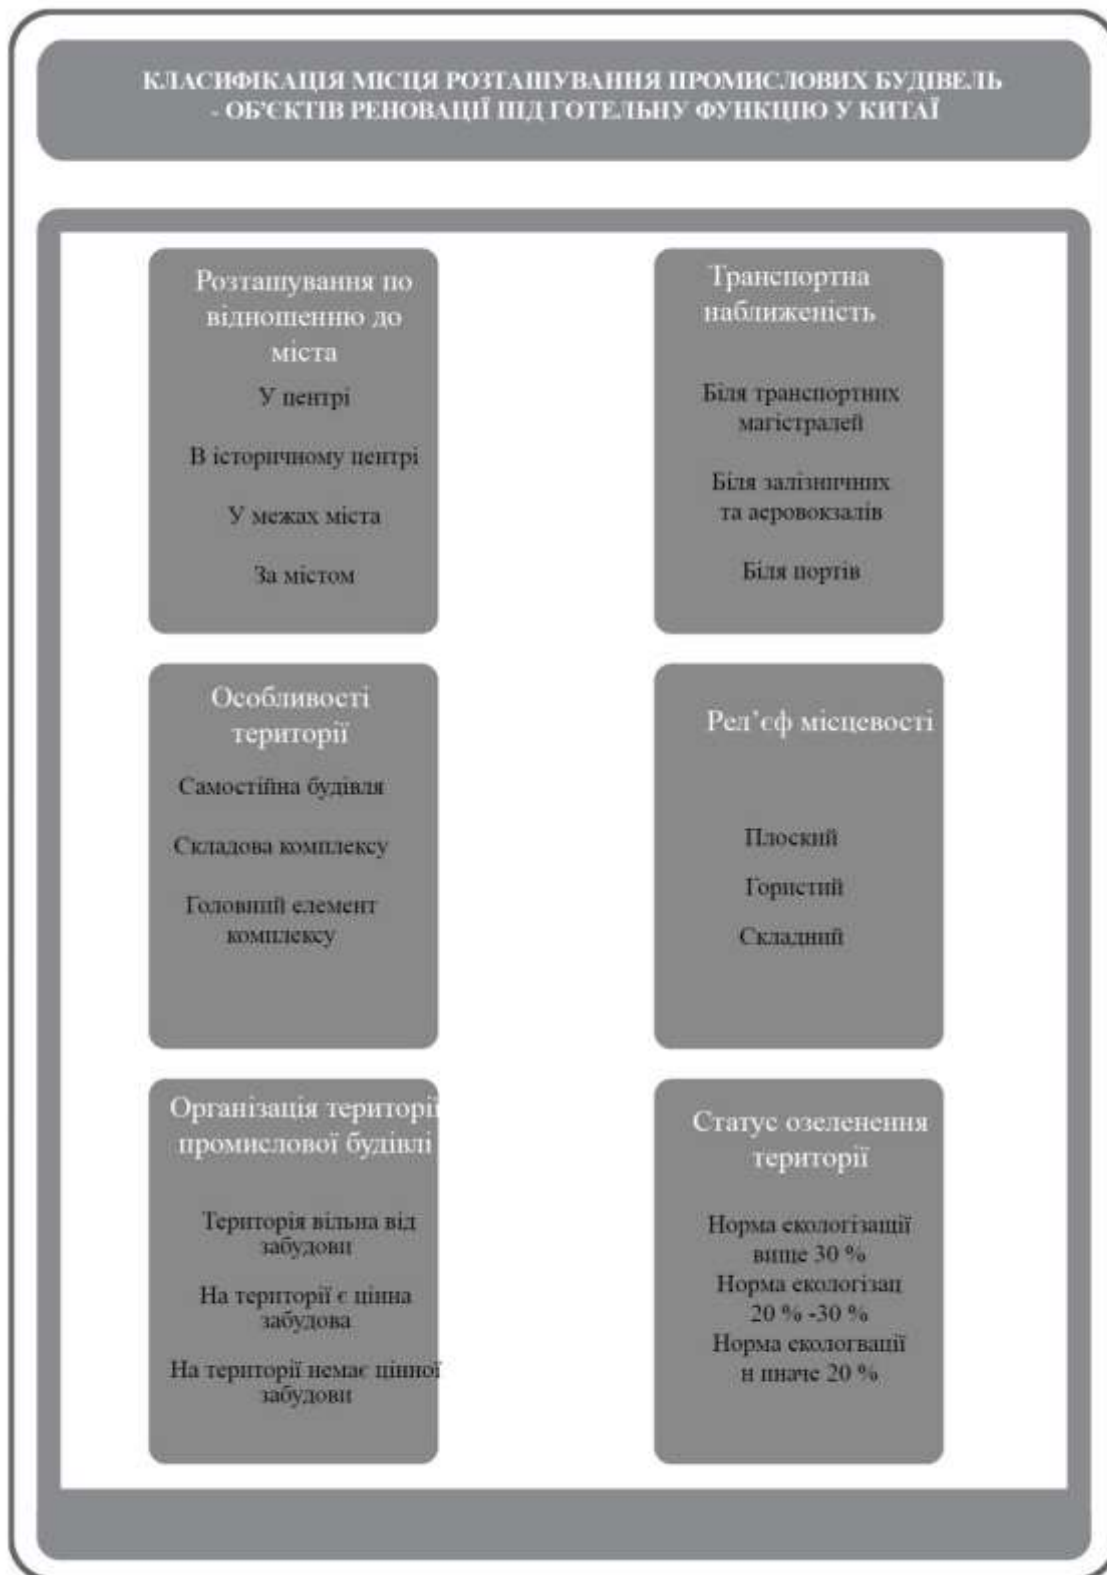 КЛАСИФІКАЦІЯ МІСЦЯ РОЗТАШУВАННЯ ПРОМИСЛОВИХ БУДІВЕЛЬ
- ОБ'ЄКТІВ РЕНОВАЦІЇ ПІД ГОТЕЛЬНУ ФУНКЦІЮ У КИТАЇ
Розташування по
відношенню до
міста
У центрі
В історичному центрі
У межах міста
За містом
Транспортна
наближеність
Біля транспортних
магістралей
Біля залізничних
та аеровокзалів
Біля портів
Особливості
території
Самостійна будівля
Складова комплексу
Головний елемент
комплексу
Рел’єф місцевості
Плоский
Гористий
Складний
Організація території
промислової будівлі
Територія вільна від
забудови
На території є цінна
забудова
На території немає цінної
забудови
Статус озеленення
території
Норма екологізації
вище 30 %
Норма екологізац
20 % -30 %
Норма екологвації
н иначе 20 %